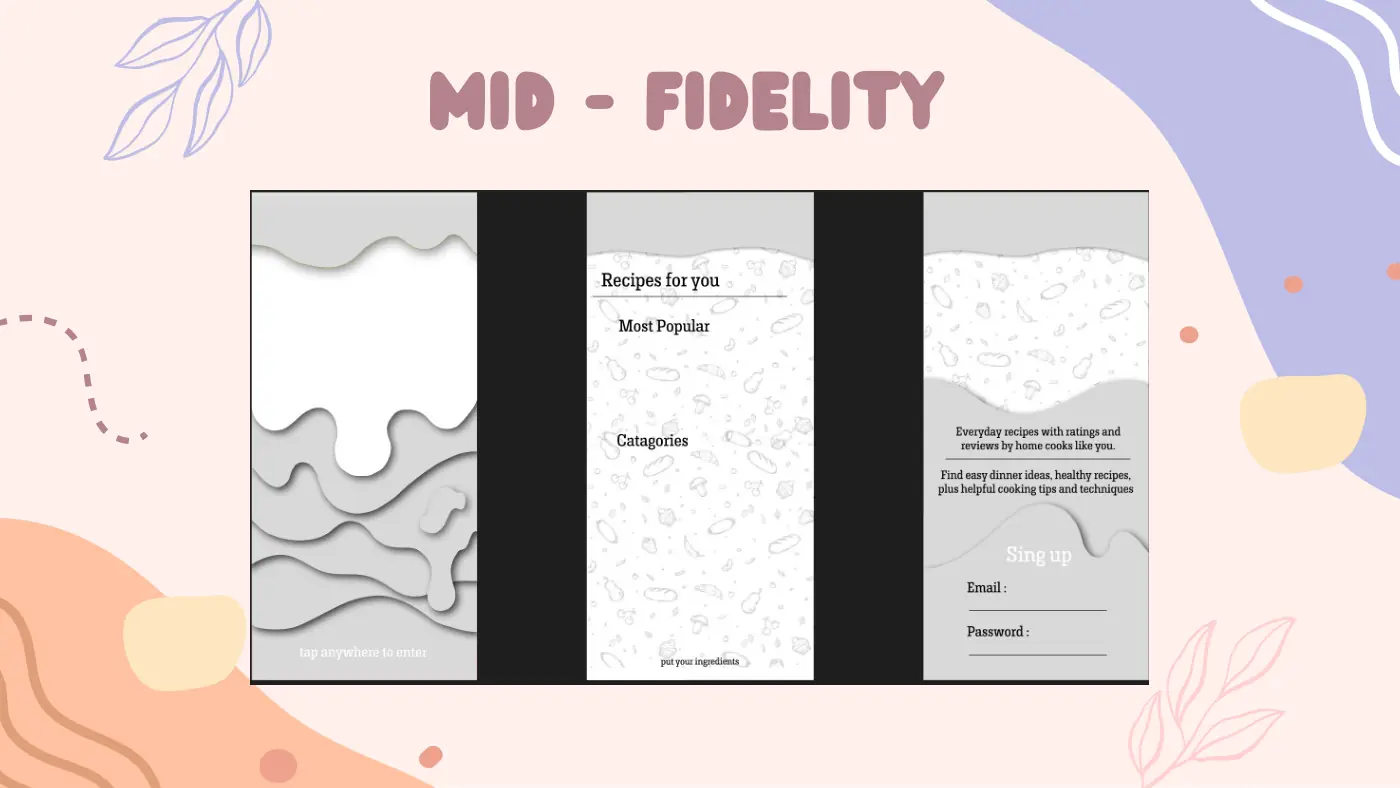 MID - FIDELITY
tap anywhere to enter
Recipes for you
Most Popular
Catagories
put your ingredients
Everyday recipes with ratings and
reviews by home cooks like you.
Find easy dinner ideas, healthy recipes,
plus helpful cooking tips and techniques
Sing up
Email :
Password :